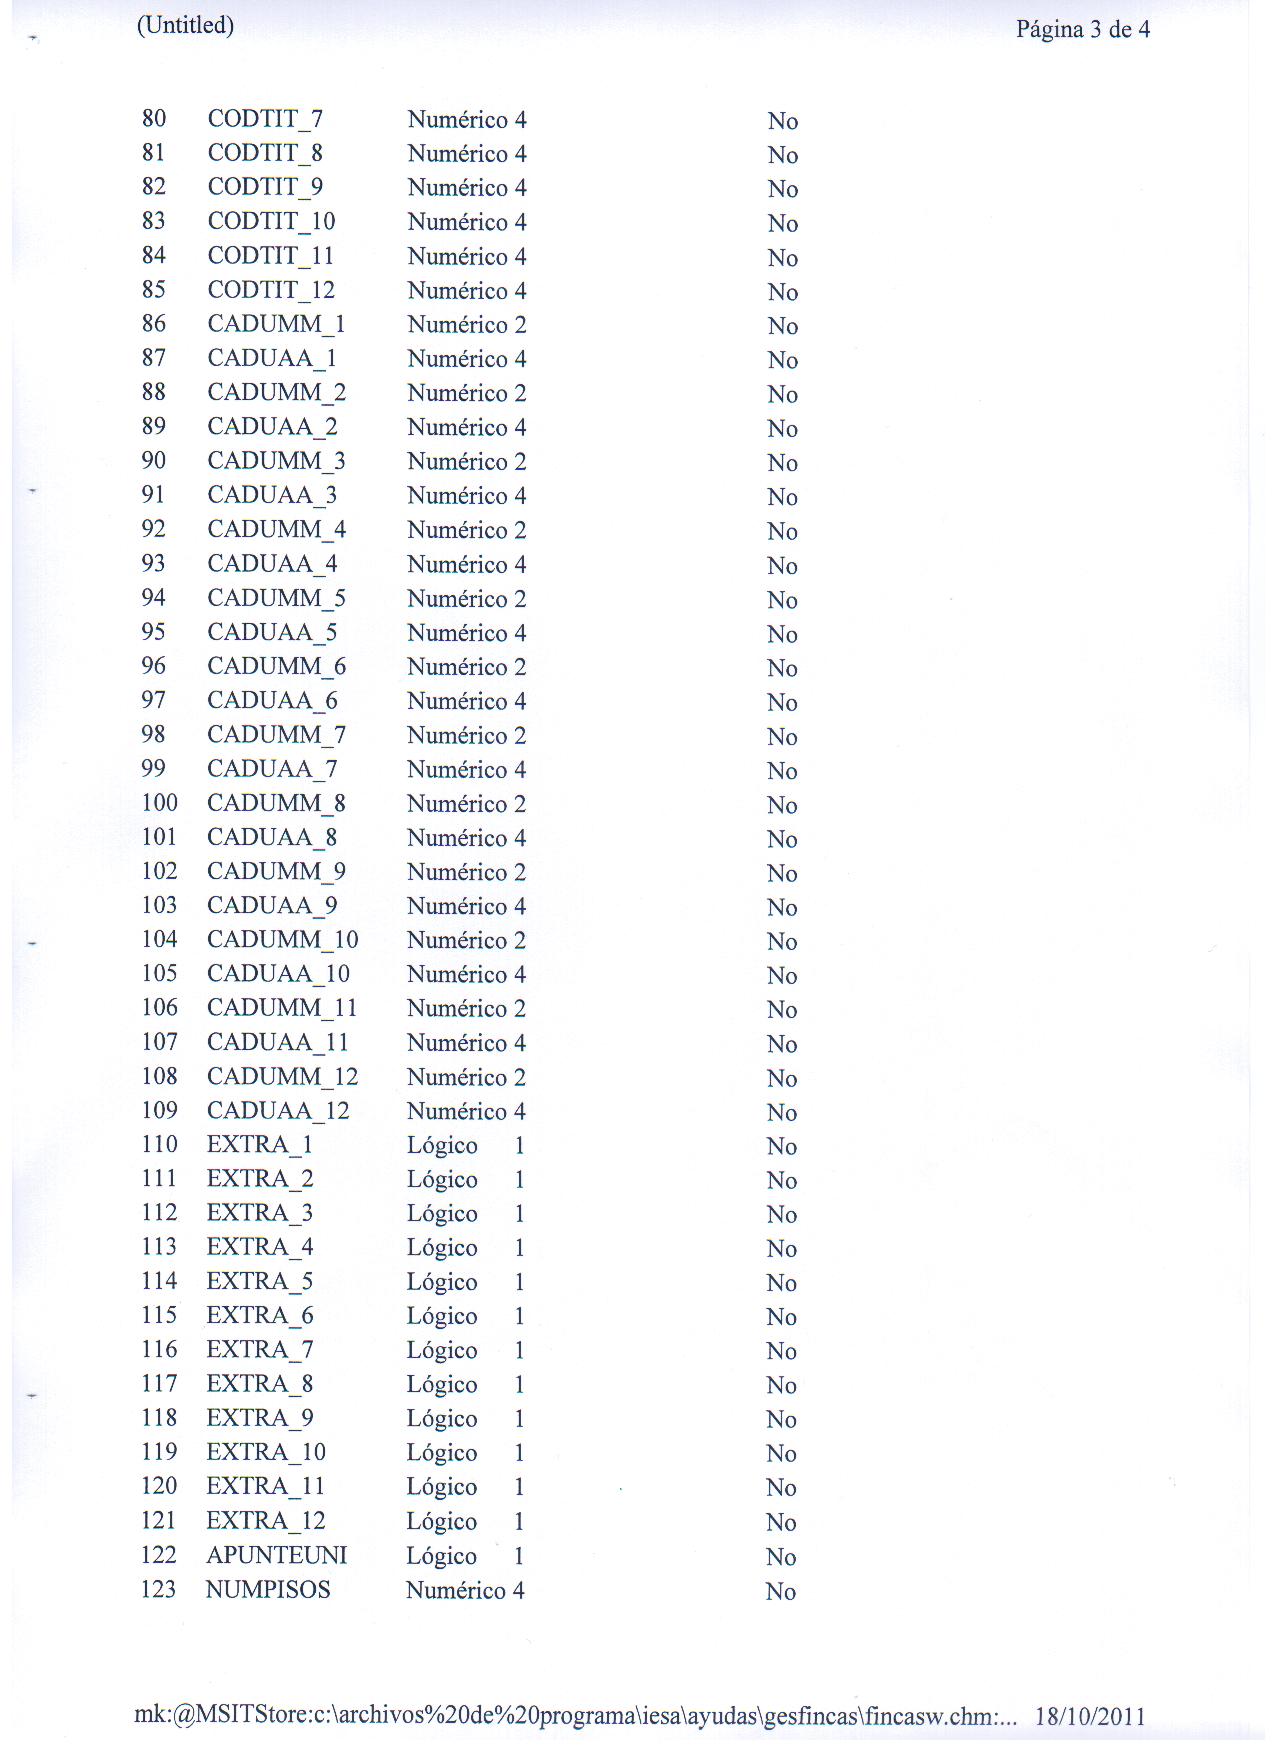 (Untitled) Página 3 de 4
80 CODTIT_7 Numérico 4 No
81 CODTIT_8 Numérico 4 No
82 CODTIT_9 Numérico 4 No
83 CODTIT_10 Numérico 4 No
84 CODTIT_11 Numérico 4 No
85 CODTIT_12 Numérico 4 No
86 CADUMM_1 Numérico 2 No
87 CADUAA_1 Numérico 4 No
88 CADUMM_2 Numérico 2 No
89 CADUAA_2 Numérico 4 No
90 CADUMM_3 Numérico 2 No
91 CADUAA_3 Numérico 4 No
92 CADUMM_4 Numérico 2 No
93 CADUAA_4 Numérico 4 No
94 CADUMM_5 Numérico 2 No
95 CADUAA_5 Numérico 4 No
96 CADUMM_6 Numérico 2 No
97 CADUAA_6 Numérico 4 No
98 CADUMM_7 Numérico 2 No
99 CADUAA_7 Numérico 4 No
100 CADUMM_8 Numérico 2 No
101 CADUAA_8 Numérico 4 No
102 CADUMM_9 Numérico 2 No
103 CADUAA_9 Numérico 4 No
104 CADUMM_10 Numérico 2 No
105 CADUAA_10 Numérico 4 No
106 CADUMM_11 Numérico 2 No
107 CADUAA_11 Numérico 4 No
108 CADUMM_12 Numérico 2 No
109 CADUAA_12 Numérico 4 No
110 EXTRA_1 Lógico 1 No
111 EXTRA_2 Lógico 1 No
112 EXTRA_3 Lógico 1 No
113 EXTRA_4 Lógico 1 No
114 EXTRA_5 Lógico 1 No
115 EXTRA_6 Lógico 1 No
116 EXTRA_7 Lógico 1 No
117 EXTRA_8 Lógico 1 No
118 EXTRA_9 Lógico 1 No
119 EXTRA_10 Lógico 1 No
120 EXTRA_11 Lógico 1 No
121 EXTRA_12 Lógico 1 No
122 APUNTEUNI Lógico 1 No
123 NUMPISOS Numérico 4 No
mk:@MSITStore:c:\archivos%20de%20programa\iesa\ayudas\gesfincas\fincasw.chm:... 18/10/2011